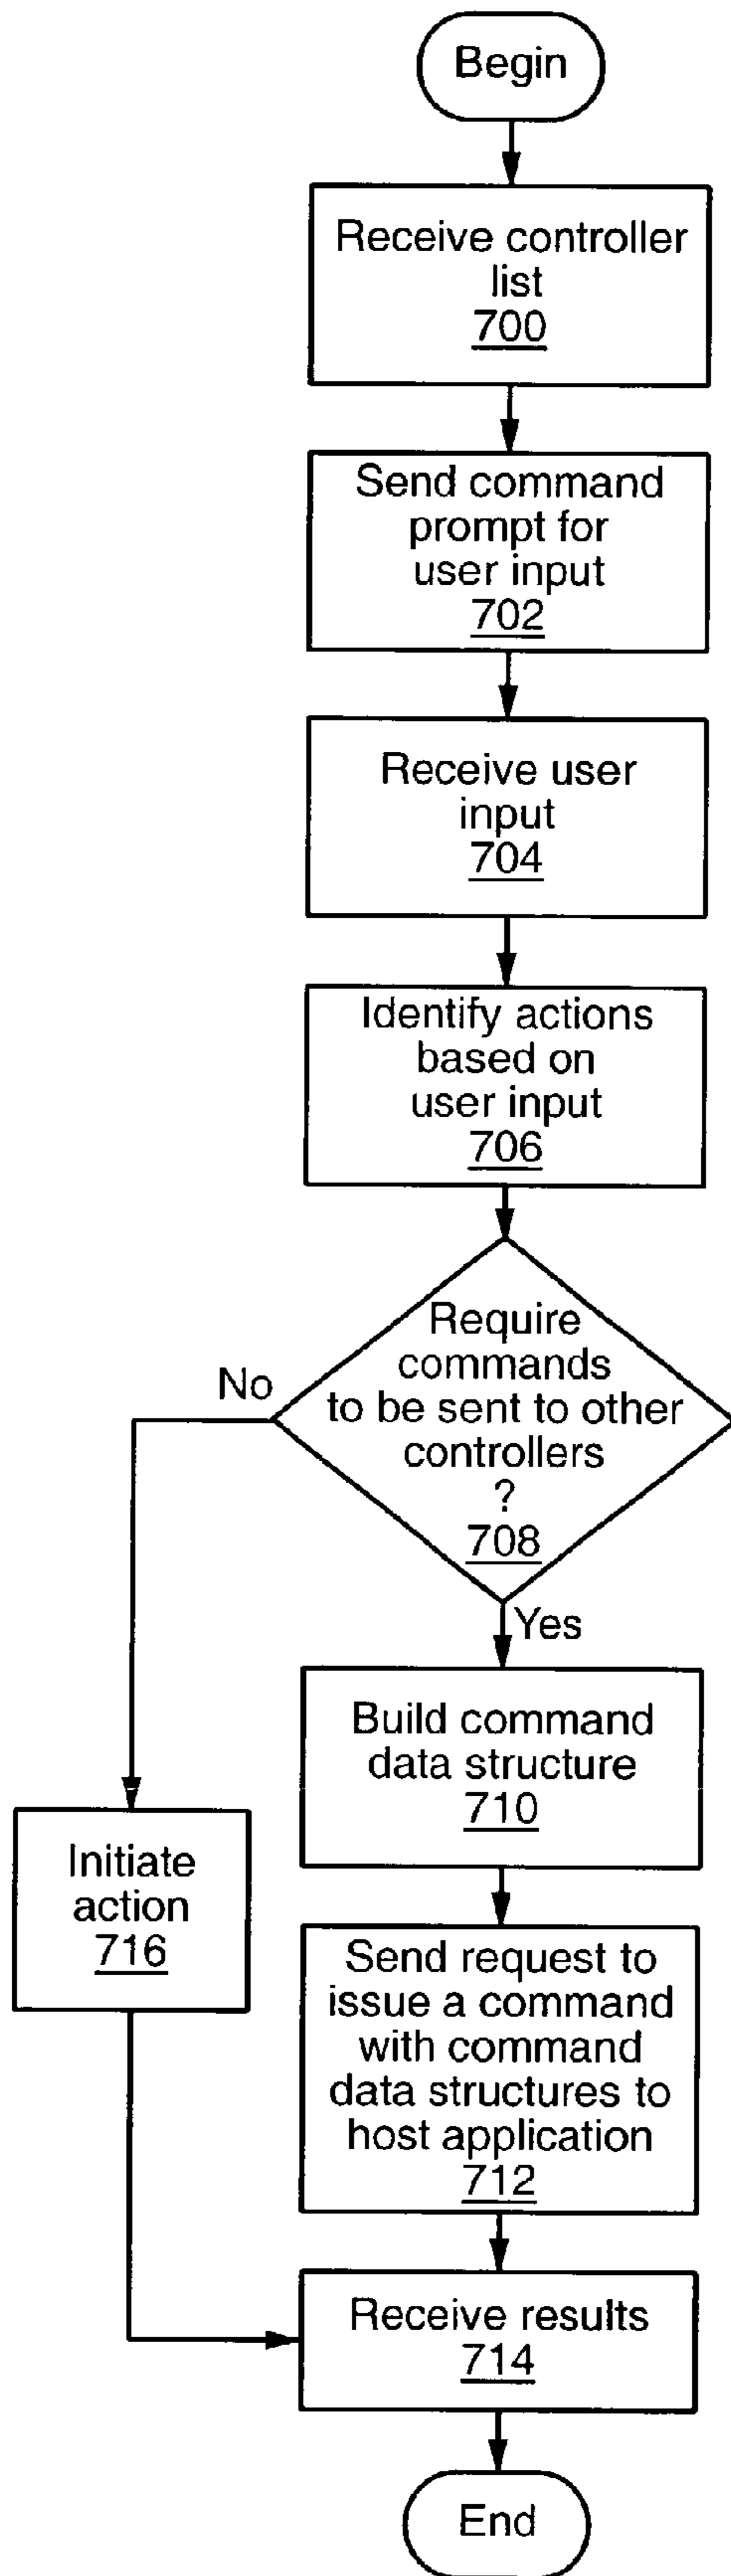 Begin
Receive controller
list
700
Send command
prompt for
user input
702
Receive user
input
704
Identify actions
based on
user input
706
Require
commands
to be sent to other
controllers
?
708
No
Yes
Build command
data structure
710
Initiate
action
716
Send request to
issue a command
with command
data structures to
host application
712
Receive results
714
End